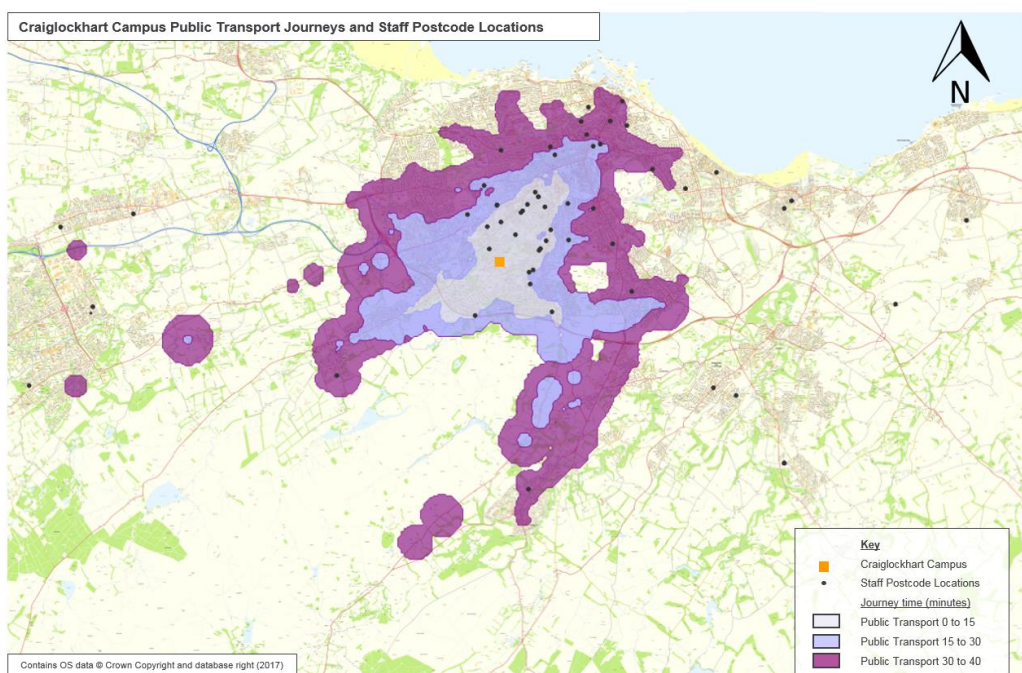 Craiglockhart Campus Public Transport Journeys and Staff Postcode Locations
N
Key
Craiglockhart Campus
Staff Postcode Locations
Journey time (minutes)
Public Transport 0 to 15
Public Transport 15 to 30
Public Transport 30 to 40
Contains OS data © Crown Copyright and database right (2017)